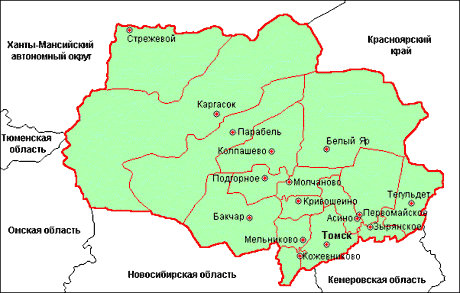 Ханты-Мансийский
автономный округ
Красноярский
край
Стрежевой
Каргасок
Парабель
Тюменская
область
Колпашево
Белый Яр
Подгорное
Молчаново
Тегульдет
Кривошеино
Первомайское
Бакчар
Асино
Зырянское
Омская область
Мельниково
Томск
Кожевниково
Новосибирская область
Кемеровская область